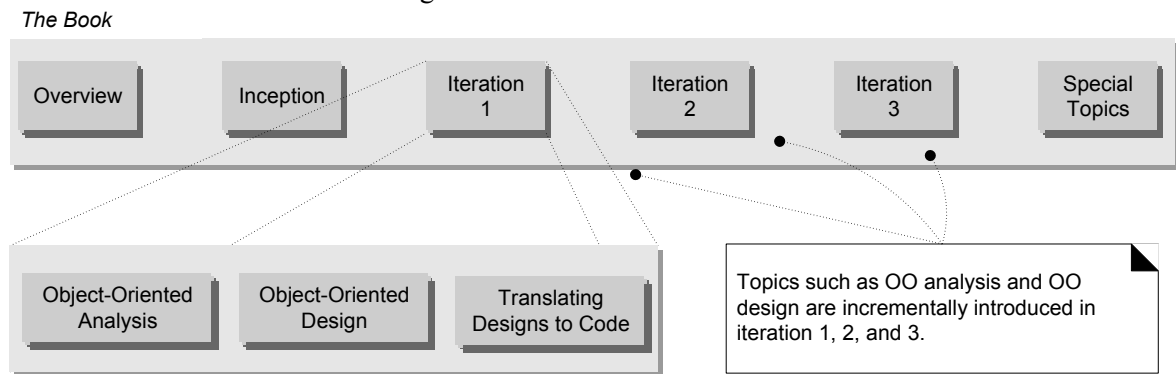 The Book
Overview
Inception
Iteration
1
Iteration
2
Iteration
3
Special
Topics
Object-Oriented
Analysis
Object-Oriented
Design
Translating
Designs to Code
Topics such as OO analysis and OO
design are incrementally introduced in
iteration 1, 2, and 3.